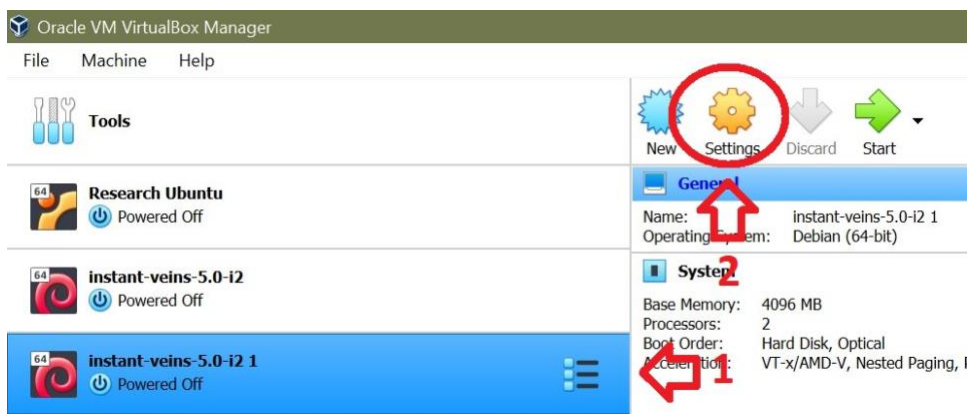 Oracle VM VirtualBox Manager
File Machine Help
Tools
64
Research Ubuntu
Powered Off
64
instant-veins-5.0-i2
Powered Off
64
instant-veins-5.0-i2 1
Powered Off
New Settings Discard Start
General
Name: instant-veins-5.0-i2 1
Operating System: Debian (64-bit)
2
System
Base Memory: 4096 MB
Processors: 2
Boot Order: Hard Disk, Optical
Acceleration: VT-x/AMD-V, Nested Paging,
1